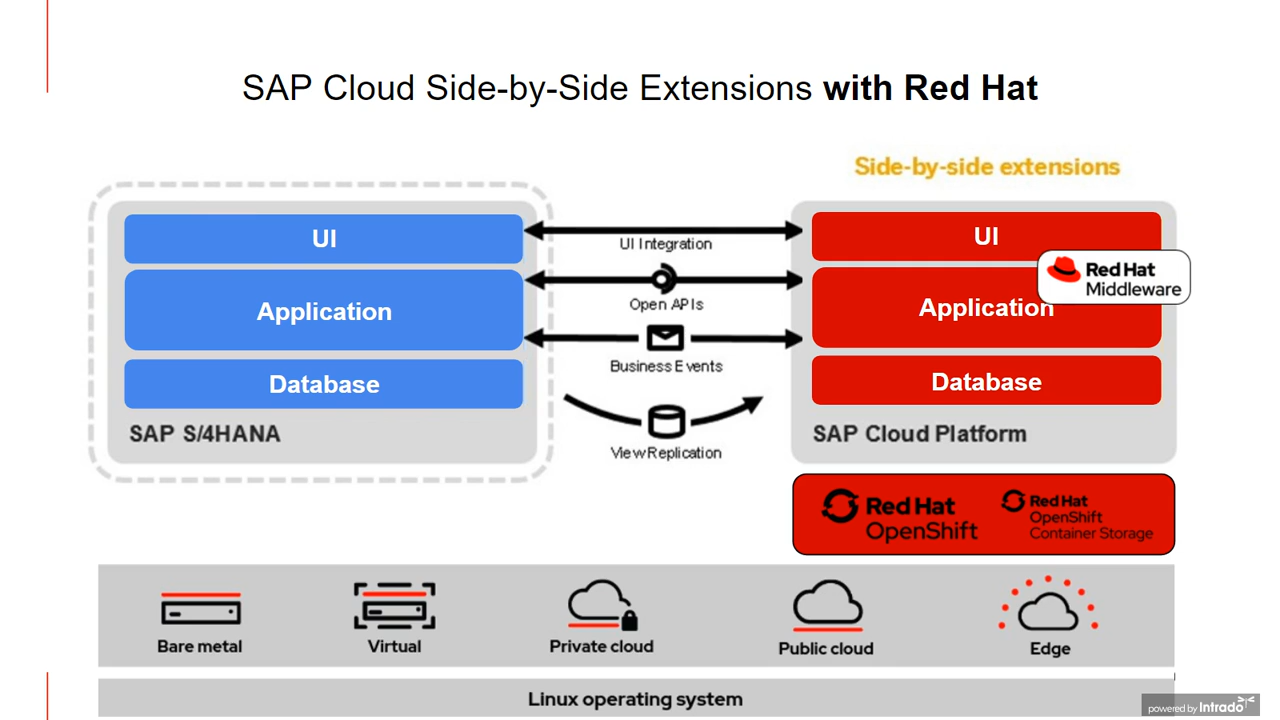 SAP Cloud Side-by-Side Extensions with Red Hat
Side-by-side extensions
UI
Application
Database
SAP S/4HANA
UI Integration
Open APIs
Business Events
View Replication
UI
Red Hat
Middleware
Application
Database
SAP Cloud Platform
Red Hat
OpenShift
Red Hat
OpenShift
Container Storage
Bare metal
Virtual
Private cloud
Public cloud
Edge
Linux operating system
powered by Intrado